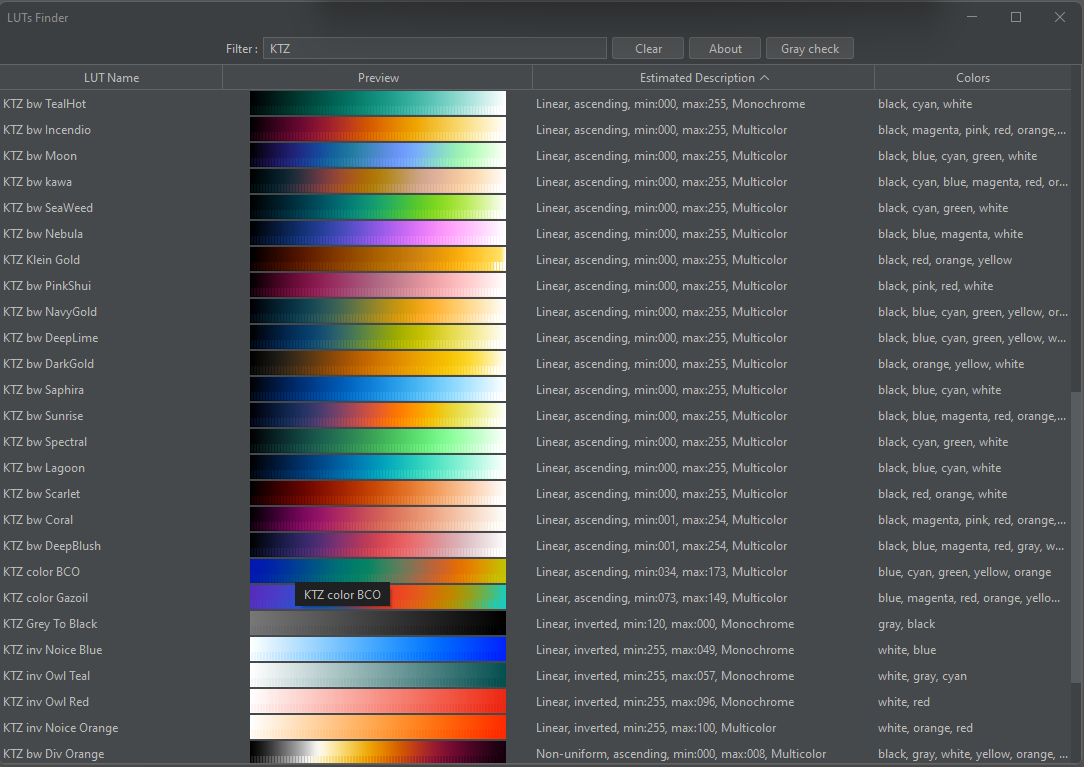 LUTs Finder
Filter : KTZ Clear About Gray check
LUT Name Preview Estimated Description Colors
KTZ bw TealHot Linear, ascending, min:000, max:255, Monochrome black, cyan, white
KTZ bw Incendio Linear, ascending, min:000, max:255, Multicolor black, magenta, pink, red, orange,...
KTZ bw Moon Linear, ascending, min:000, max:255, Multicolor black, blue, cyan, green, white
KTZ bw kawa Linear, ascending, min:000, max:255, Multicolor black, cyan, blue, magenta, red, or...
KTZ bw SeaWeed Linear, ascending, min:000, max:255, Multicolor black, cyan, green, white
KTZ bw Nebula Linear, ascending, min:000, max:255, Multicolor black, blue, magenta, white
KTZ Klein Gold Linear, ascending, min:000, max:255, Multicolor black, red, orange, yellow
KTZ bw PinkShui Linear, ascending, min:000, max:255, Multicolor black, pink, red, white
KTZ bw NavyGold Linear, ascending, min:000, max:255, Multicolor black, blue, cyan, green, yellow, or...
KTZ bw DeepLime Linear, ascending, min:000, max:255, Multicolor black, blue, cyan, green, yellow, w...
KTZ bw DarkGold Linear, ascending, min:000, max:255, Multicolor black, orange, yellow, white
KTZ bw Saphira Linear, ascending, min:000, max:255, Multicolor black, blue, cyan, white
KTZ bw Sunrise Linear, ascending, min:000, max:255, Multicolor black, blue, magenta, red, orange,...
KTZ bw Spectral Linear, ascending, min:000, max:255, Multicolor black, cyan, green, white
KTZ bw Lagoon Linear, ascending, min:000, max:255, Multicolor black, blue, cyan, white
KTZ bw Scarlet Linear, ascending, min:000, max:255, Multicolor black, red, orange, white
KTZ bw Coral Linear, ascending, min:001, max:254, Multicolor black, magenta, pink, red, orange,...
KTZ bw DeepBlush Linear, ascending, min:001, max:254, Multicolor black, blue, magenta, red, gray, w...
KTZ color BCO Linear, ascending, min:034, max:173, Multicolor blue, cyan, green, yellow, orange
KTZ color Gazoil KTZ color BCO Linear, ascending, min:073, max:149, Multicolor blue, magenta, red, orange, yello...
KTZ Grey To Black Linear, inverted, min:120, max:000, Monochrome gray, black
KTZ inv Noice Blue Linear, inverted, min:255, max:049, Monochrome white, blue
KTZ inv Owl Teal Linear, inverted, min:255, max:057, Monochrome white, gray, cyan
KTZ inv Owl Red Linear, inverted, min:255, max:096, Monochrome white, red
KTZ inv Noice Orange Linear, inverted, min:255, max:100, Multicolor white, orange, red
KTZ bw Div Orange Non-uniform, ascending, min:000, max:008, Multicolor black, gray, white, yellow, orange, ...